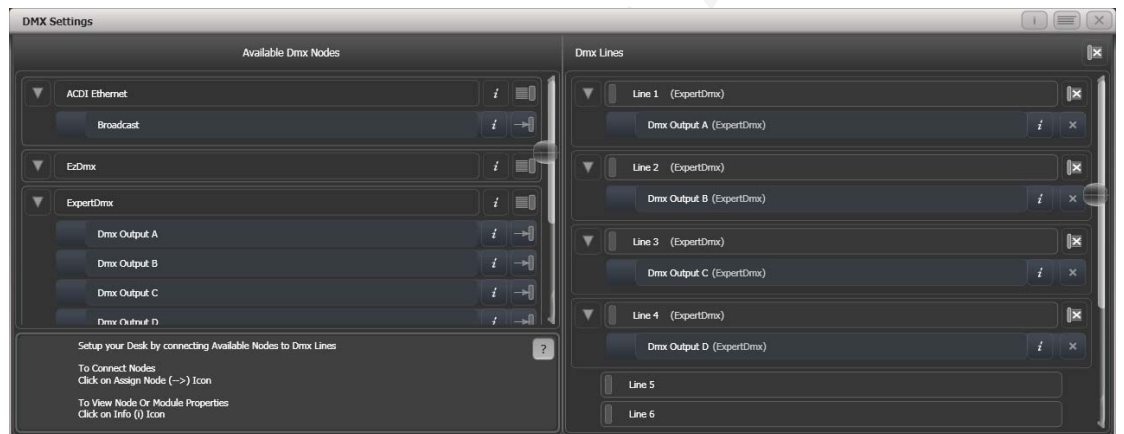 DMX Settings
Available Dmx Nodes
ACDI Ethernet
i
Broadcast
i
EzDmx
i
ExpertDmx
i
Dmx Output A
i
Dmx Output B
i
Dmx Output C
i
Dmx Output D
i
Setup your Desk by connecting Available Nodes to Dmx Lines
?
To Connect Nodes
Click on Assign Node (-->) Icon
To View Node Or Module Properties
Click on Info (i) Icon
i
Dmx Lines
Line 1 (ExpertDmx)
Dmx Output A (ExpertDmx)
i
Line 2 (ExpertDmx)
Dmx Output B (ExpertDmx)
i
Line 3 (ExpertDmx)
Dmx Output C (ExpertDmx)
i
Line 4 (ExpertDmx)
Dmx Output D (ExpertDmx)
i
Line 5
Line 6